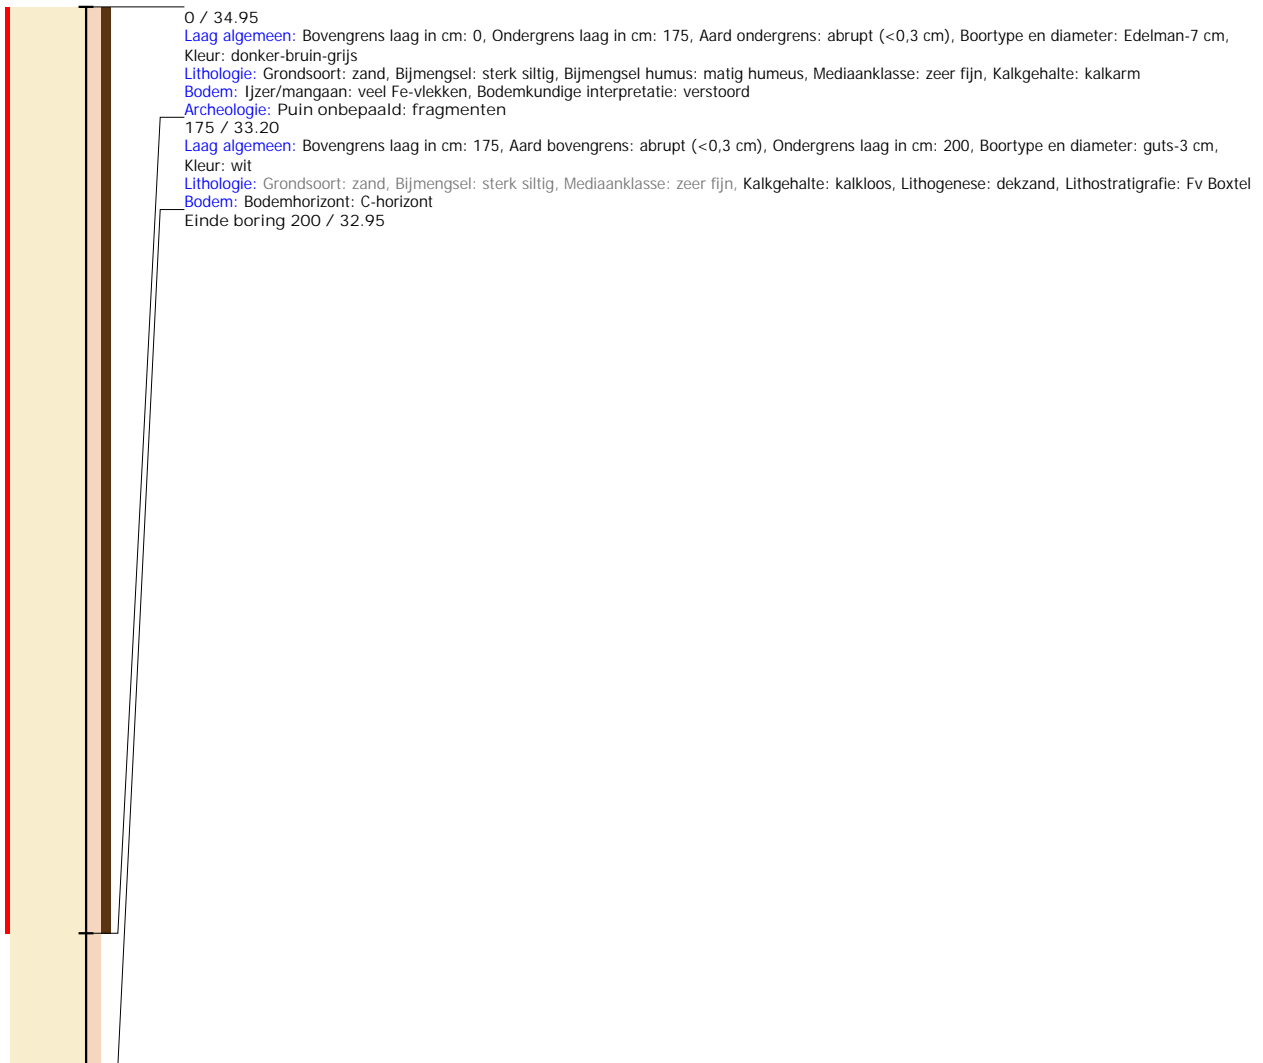 0 / 34.95
Laag algemeen: Bovengrens laag in cm: 0, Ondergrens laag in cm: 175, Aard ondergrens: abrupt (<0,3 cm), Boortype en diameter: Edelman-7 cm,
Kleur: donker-bruin-grijs
Lithologie: Grondsoort: zand, Bijmengsel: sterk siltig, Bijmengsel humus: matig humeus, Mediaanklasse: zeer fijn, Kalkgehalte: kalkarm
Bodem: Ijzer/mangaan: veel Fe-vlekken, Bodemkundige interpretatie: verstoord
Archeologie: Puin onbepaald: fragmenten
175 / 33.20
Laag algemeen: Bovengrens laag in cm: 175, Aard bovengrens: abrupt (<0,3 cm), Ondergrens laag in cm: 200, Boortype en diameter: guts-3 cm,
Kleur: wit
Lithologie: Grondsoort: zand, Bijmengsel: sterk siltig, Mediaanklasse: zeer fijn, Kalkgehalte: kalkloos, Lithogenese: dekzand, Lithostratigrafie: Fv Boxtel
Bodem: Bodemhorizont: C-horizont
Einde boring 200 / 32.95